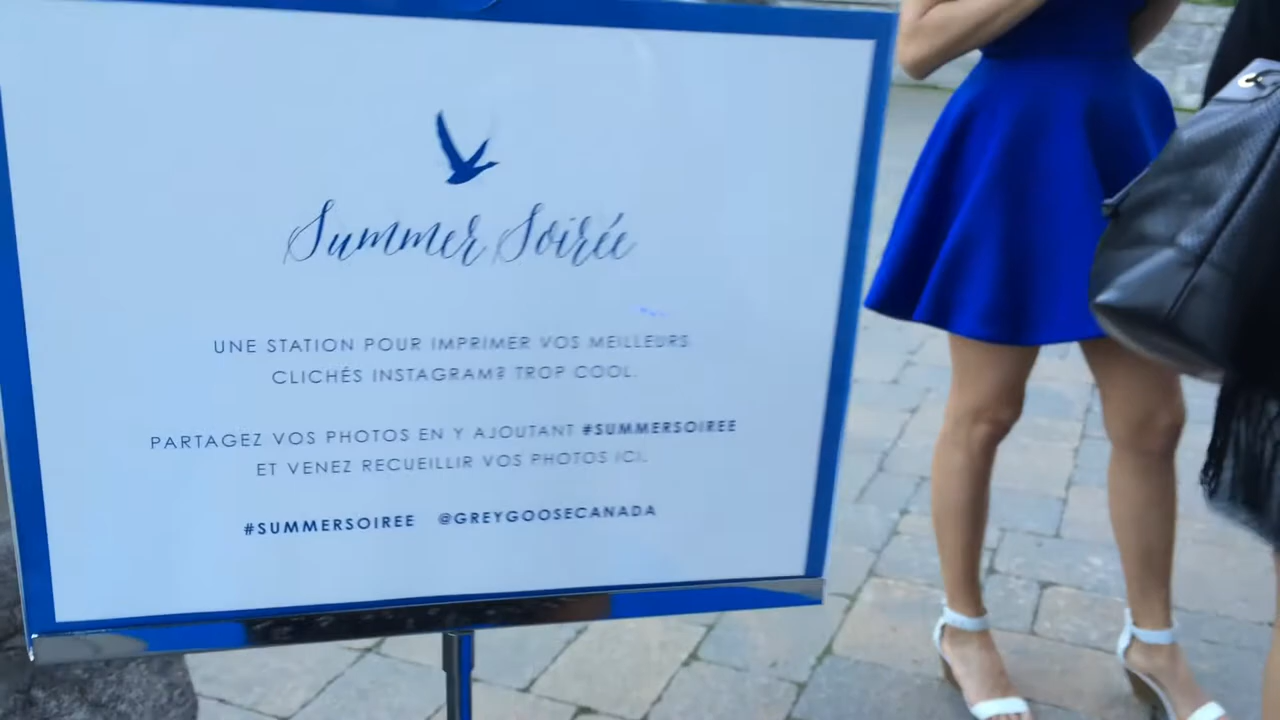 Summer Soirée
UNE STATION POUR IMPRIMER VOS MEILLEURS
CLICHÉS INSTAGRAM? TROP COOL.
PARTAGEZ VOS PHOTOS EN Y AJOUTANT #SUMMERSOIREE
ET VENEZ RECUEILLIR VOS PHOTOS ICI.
#SUMMERSOIREE @GREYGOOSECANADA